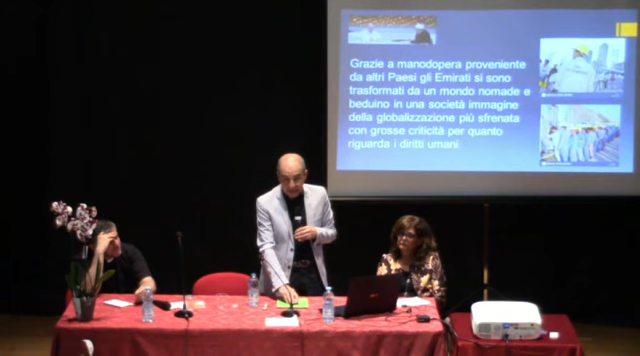 Grazie a manodopera proveniente
da altri Paesi gli Emirati si sono
trasformati da un mondo nomade e
beduino in una società immagine
della globalizzazione più sfrenata
con grosse criticità per quanto
riguarda i diritti umani